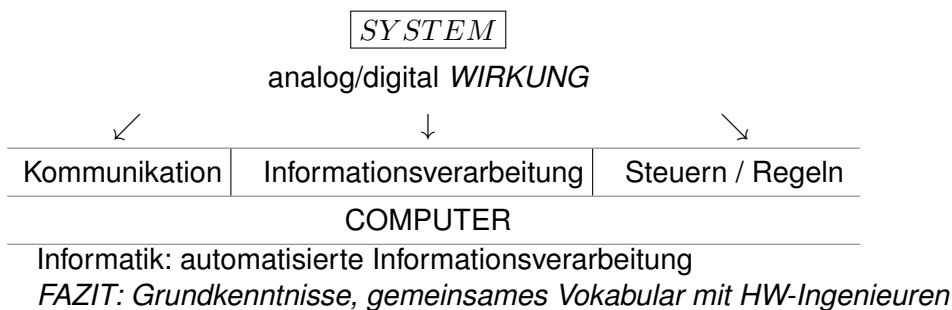 SYSTEM
analog/digital WIRKUNG
Kommunikation Informationsverarbeitung Steuern / Regeln
COMPUTER
Informatik: automatisierte Informationsverarbeitung
FAZIT: Grundkenntnisse, gemeinsames Vokabular mit HW-Ingenieuren